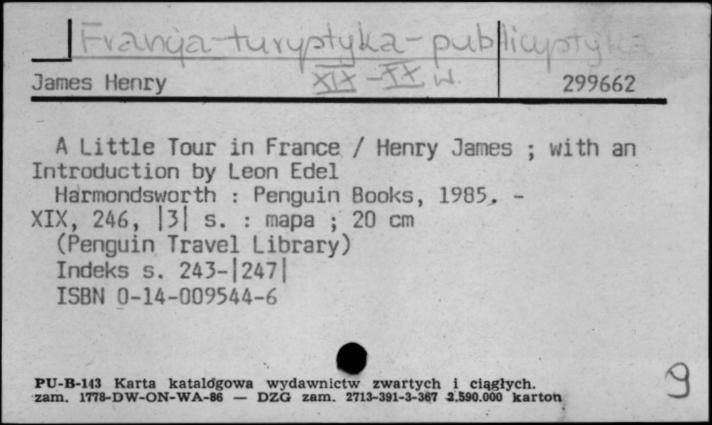 Francja-turystyka-publicystyka
XIX-XX w.
James Henry 299662
A Little Tour in France / Henry James ; with an
Introduction by Leon Edel
Harmondsworth : Penguin Books, 1985. -
XIX, 246, |3| s. : mapa ; 20 cm
(Penguin Travel Library)
Indeks s. 243-|247|
ISBN 0-14-009544-6
PU-B-143 Karta katalogowa wydawnictw zwartych i ciągłych.
zam. 1778-DW-ON-WA-86 — DZG zam. 2713-391-3-367 2.590.000 karton
9